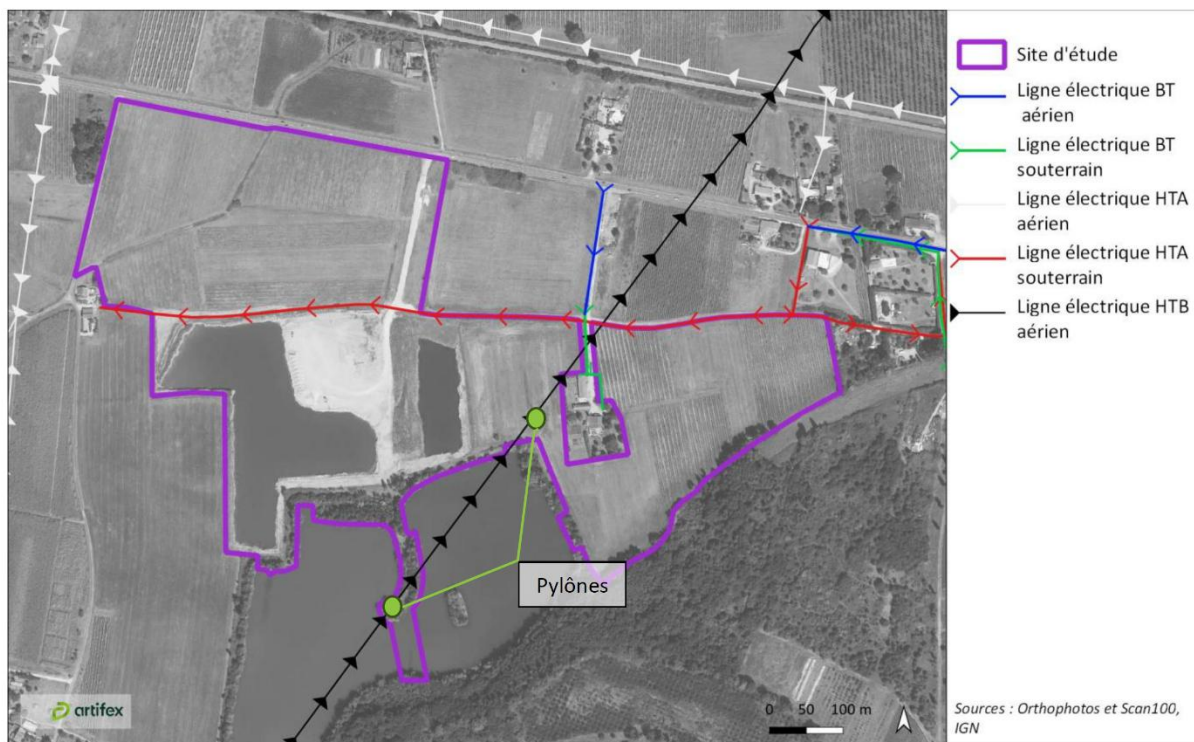 Site d'étude
Ligne électrique BT
aérien
Ligne électrique BT
souterrain
Ligne électrique HTA
aérien
Ligne électrique HTA
souterrain
Ligne électrique HTB
aérien
Pylônes
artifex
0 50 100 m
Sources : Orthophotos et Scan100,
IGN